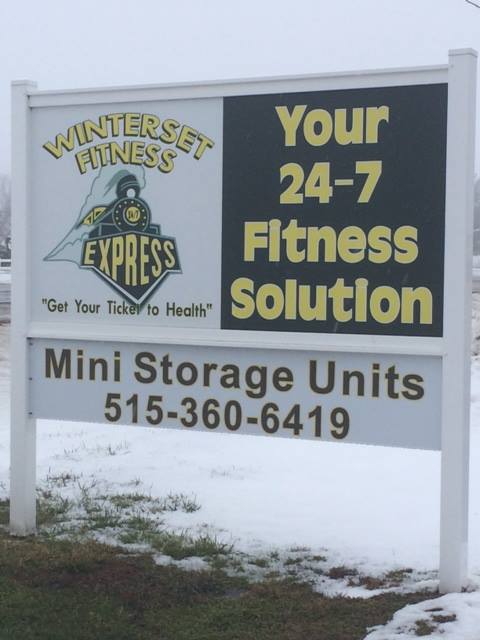 WINTERSET
FITNESS
24/7
EXPRESS
"Get Your Ticket to Health"
Your
24-7
Fitness
Solution
Mini Storage Units
515-360-6419